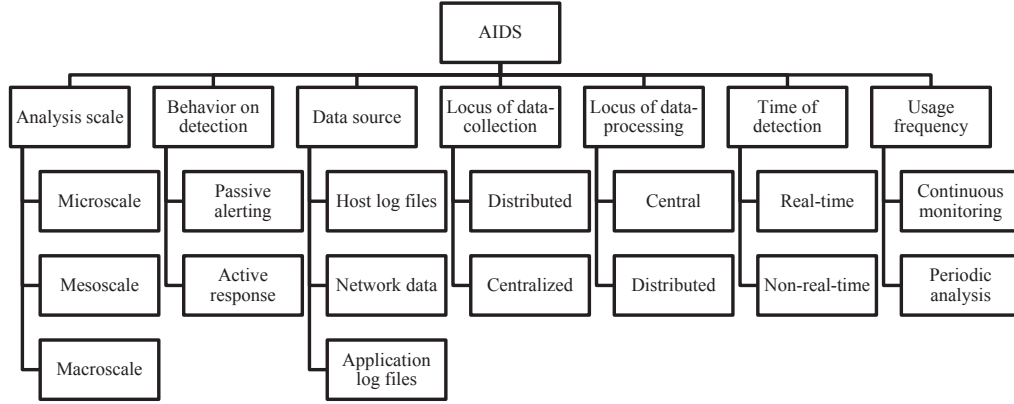 AIDS
Analysis scale
Behavior on
detection
Data source
Locus of data-
collection
Locus of data-
processing
Time of
detection
Usage
frequency
Microscale
Passive
alerting
Host log files
Distributed
Central
Real-time
Continuous
monitoring
Mesoscale
Active
response
Network data
Centralized
Distributed
Non-real-time
Periodic
analysis
Macroscale
Application
log files